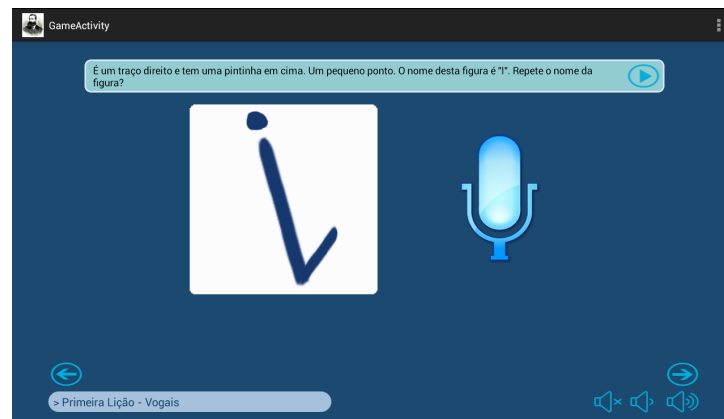 GameActivity
É um traço direito e tem uma pintinha em cima. Um pequeno ponto. O nome desta figura é "I". Repete o nome da
figura?
i
> Primeira Lição - Vogais